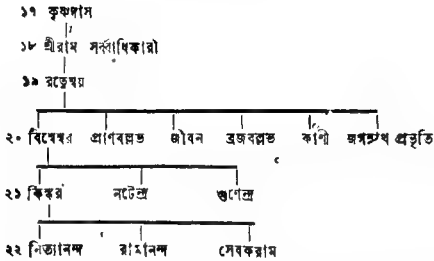 ১৭ কৃষ্ণদাস
১৮ শ্রীরাম সর্ব্বাধিকারী
১৯ রত্নেশ্বর
২০ বিশ্বেশ্বর প্রাণবল্লভ জীবন ব্রজবল্লভ কাশী জগন্নাথ প্রভৃতি
২১ কিঙ্কর নটেন্দ্র গুণেন্দ্র
২২ নিত্যানন্দ রামানন্দ সেবকরাম